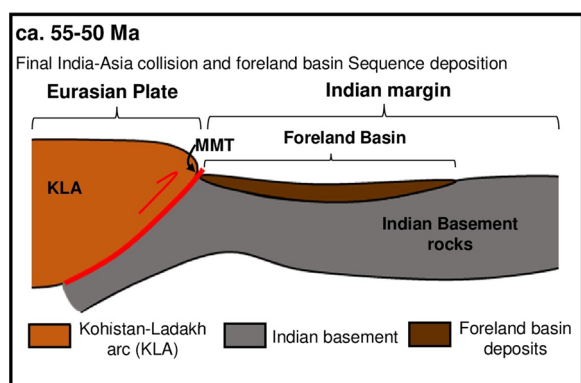 ca. 55-50 Ma
Final India-Asia collision and foreland basin Sequence deposition
Eurasian Plate
Indian margin
MMT
Foreland Basin
KLA
Indian Basement
rocks
Kohistan-Ladakh
arc (KLA)
Indian basement
Foreland basin
deposits